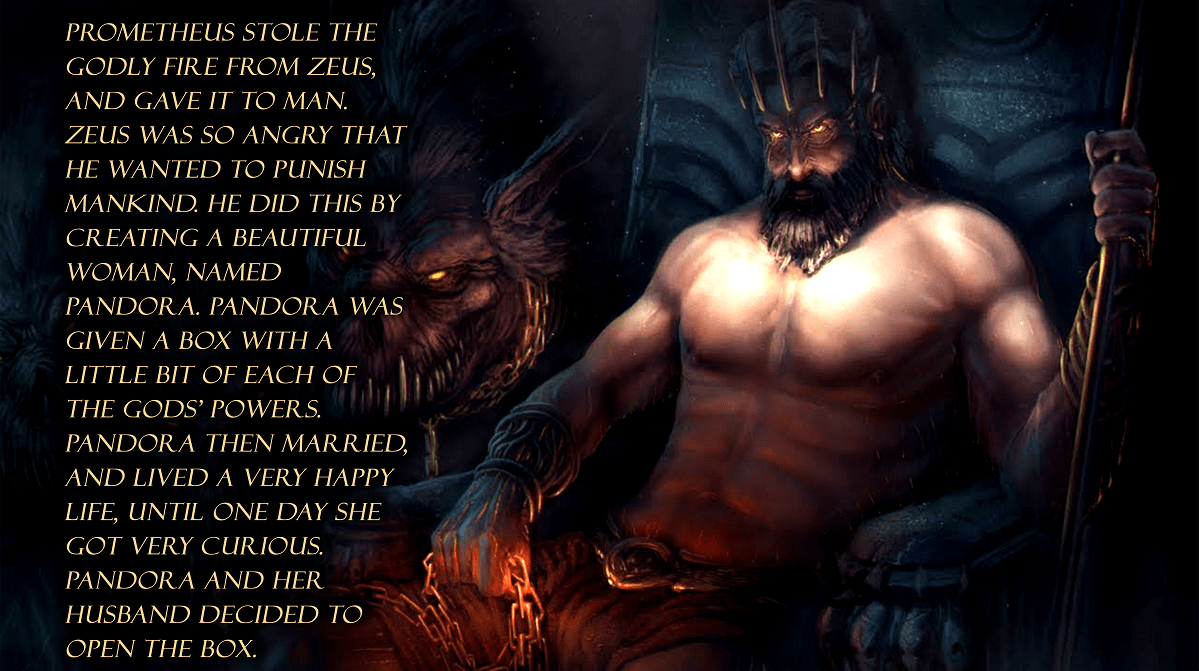 PROMETHEUS STOLE THE
GODLY FIRE FROM ZEUS,
AND GAVE IT TO MAN.
ZEUS WAS SO ANGRY THAT
HE WANTED TO PUNISH
MANKIND. HE DID THIS BY
CREATING A BEAUTIFUL
WOMAN, NAMED
PANDORA. PANDORA WAS
GIVEN A BOX WITH A
LITTLE BIT OF EACH OF
THE GODS' POWERS.
PANDORA THEN MARRIED,
AND LIVED A VERY HAPPY
LIFE, UNTIL ONE DAY SHE
GOT VERY CURIOUS.
PANDORA AND HER
HUSBAND DECIDED TO
OPEN THE BOX.